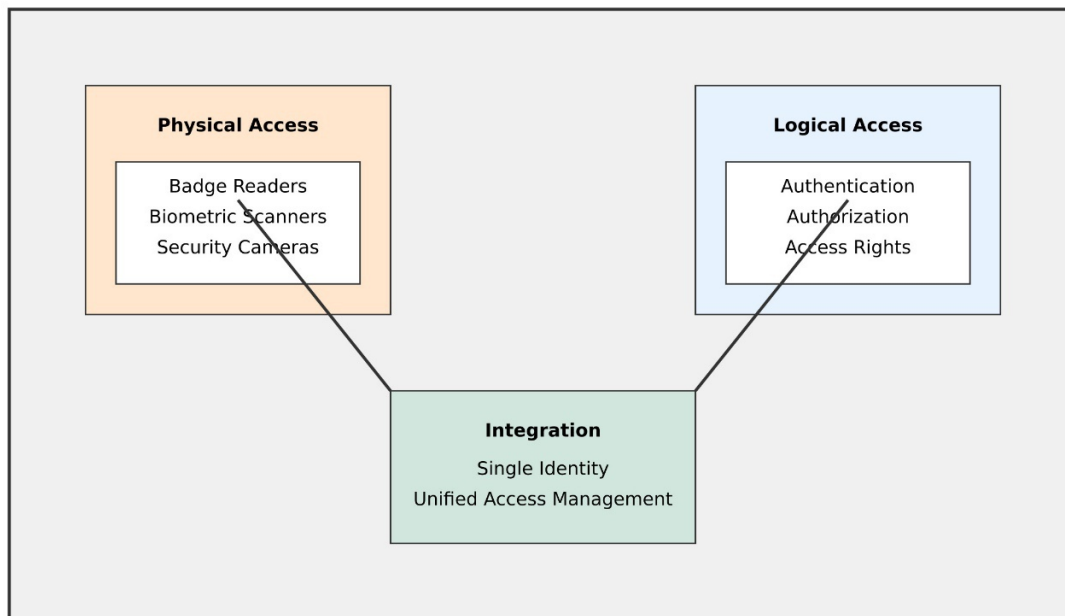 Physical Access
Badge Readers
Biometric Scanners
Security Cameras
Logical Access
Authentication
Authorization
Access Rights
Integration
Single Identity
Unified Access Management